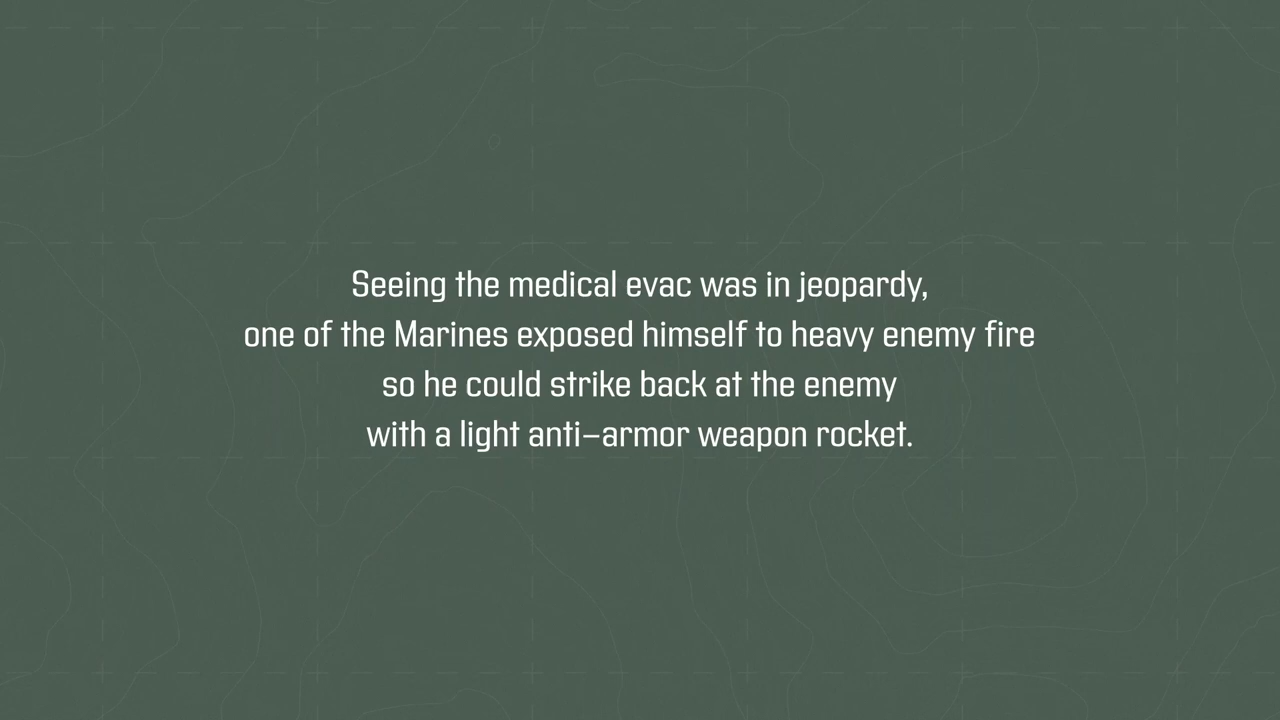 Seeing the medical evac was in jeopardy,
one of the Marines exposed himself to heavy enemy fire
so he could strike back at the enemy
with a light anti–armor weapon rocket.